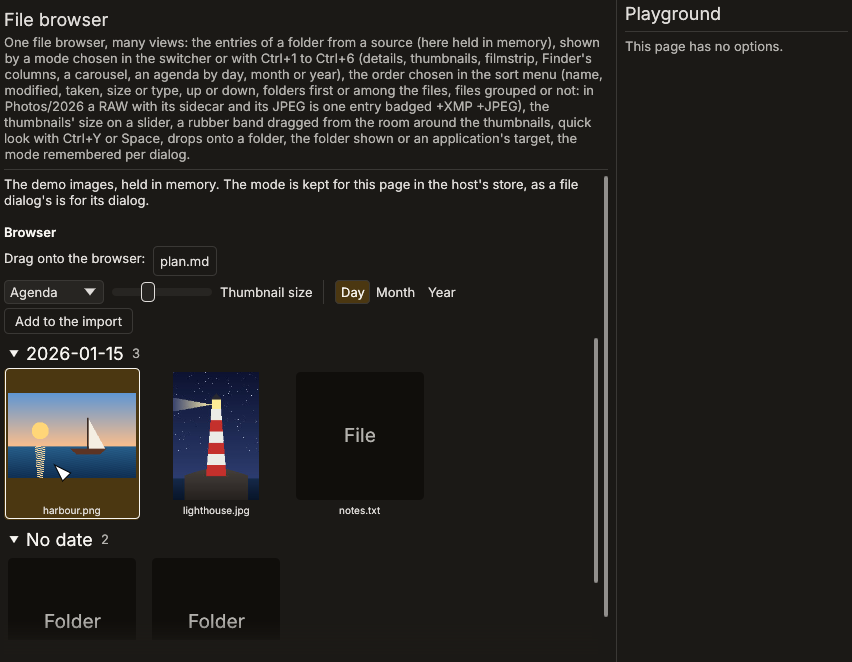 File browser
One file browser, many views: the entries of a folder from a source (here held in memory), shown
by a mode chosen in the switcher or with Ctrl+1 to Ctrl+6 (details, thumbnails, filmstrip, Finder's
columns, a carousel, an agenda by day, month or year), the order chosen in the sort menu (name,
modified, taken, size or type, up or down, folders first or among the files, files grouped or not: in
Photos/2026 a RAW with its sidecar and its JPEG is one entry badged +XMP +JPEG), the
thumbnails' size on a slider, a rubber band dragged from the room around the thumbnails, quick
look with Ctrl+Y or Space, drops onto a folder, the folder shown or an application's target, the
mode remembered per dialog.
The demo images, held in memory. The mode is kept for this page in the host's store, as a file
dialog's is for its dialog.
Browser
Drag onto the browser: plan.md
Agenda Thumbnail size Day Month Year
Add to the import
2026-01-15 3
File
harbour.png lighthouse.jpg notes.txt
No date 2
Folder Folder
Playground
This page has no options.